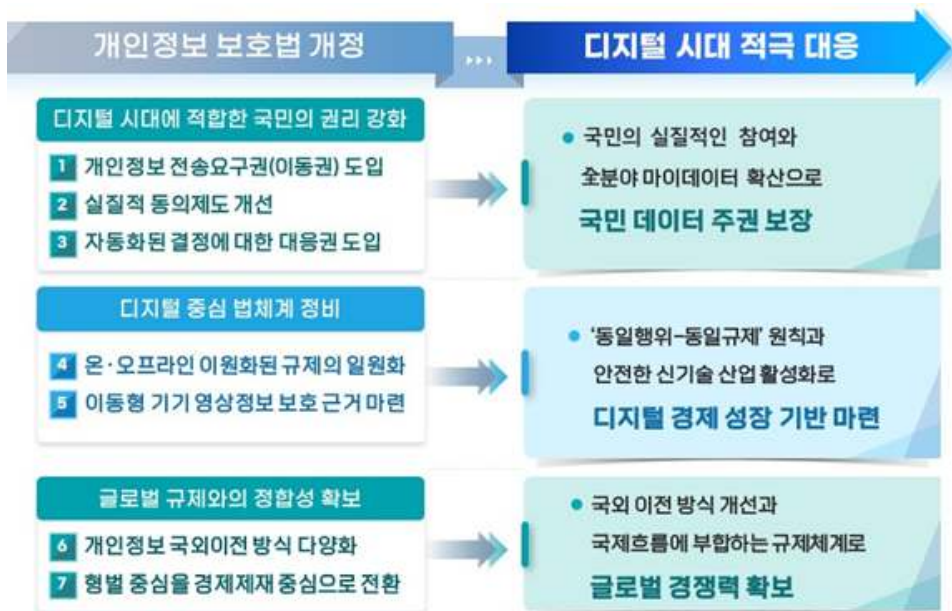 개인정보 보호법 개정
디지털 시대 적극 대응
디지털 시대에 적합한 국민의 권리 강화
1 개인정보 전송요구권(이동권) 도입
2 실질적 동의제도 개선
3 자동화된 결정에 대한 대응권 도입
● 국민의 실질적인 참여와
全분야 마이데이터 확산으로
국민 데이터 주권 보장
디지털 중심 법체계 정비
4 온·오프라인 이원화된 규제의 일원화
5 이동형 기기 영상정보 보호 근거 마련
● '동일행위-동일규제' 원칙과
안전한 신기술 산업 활성화로
디지털 경제 성장 기반 마련
글로벌 규제와의 정합성 확보
6 개인정보 국외이전 방식 다양화
7 형벌 중심을 경제제재 중심으로 전환
● 국외 이전 방식 개선과
국제흐름에 부합하는 규제체계로
글로벌 경쟁력 확보